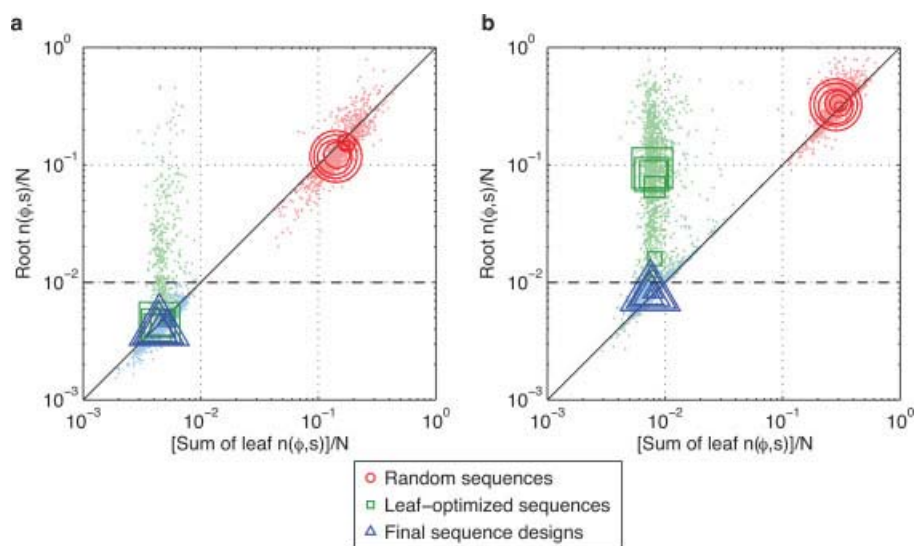 a
b
10⁰
10⁻¹
10⁻²
10⁻³
Root n(ϕ,s)/N
10⁻³ 10⁻² 10⁻¹ 10⁰
[Sum of leaf n(ϕ,s)]/N
10⁰
10⁻¹
10⁻²
10⁻³
Root n(ϕ,s)/N
10⁻³ 10⁻² 10⁻¹ 10⁰
[Sum of leaf n(ϕ,s)]/N
Random sequences
Leaf–optimized sequences
Final sequence designs